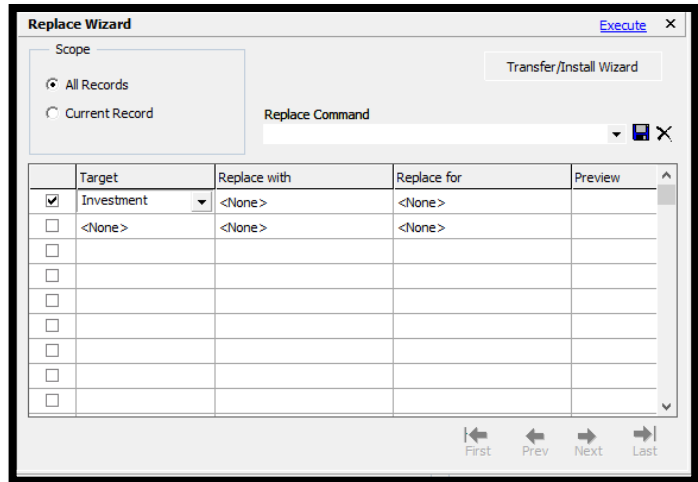 Replace Wizard Execute
Scope
Transfer/Install Wizard
All Records
Current Record
Replace Command
Target Replace with Replace for Preview
Investment <None> <None>
<None> <None> <None>
First Prev Next Last